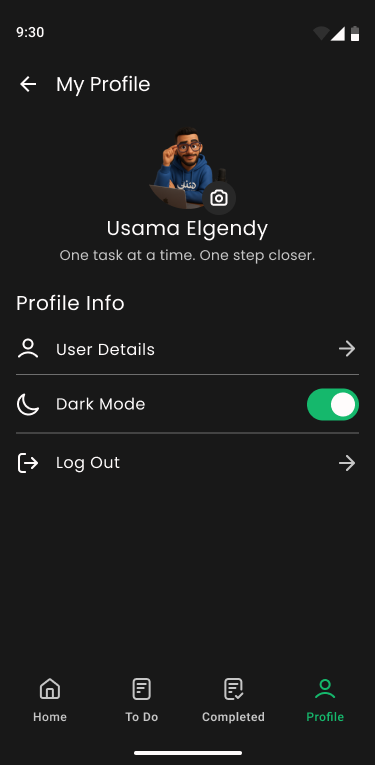 9:30
My Profile
Usama Elgendy
One task at a time. One step closer.
Profile Info
User Details
Dark Mode
Log Out
Home
To Do
Completed
Profile